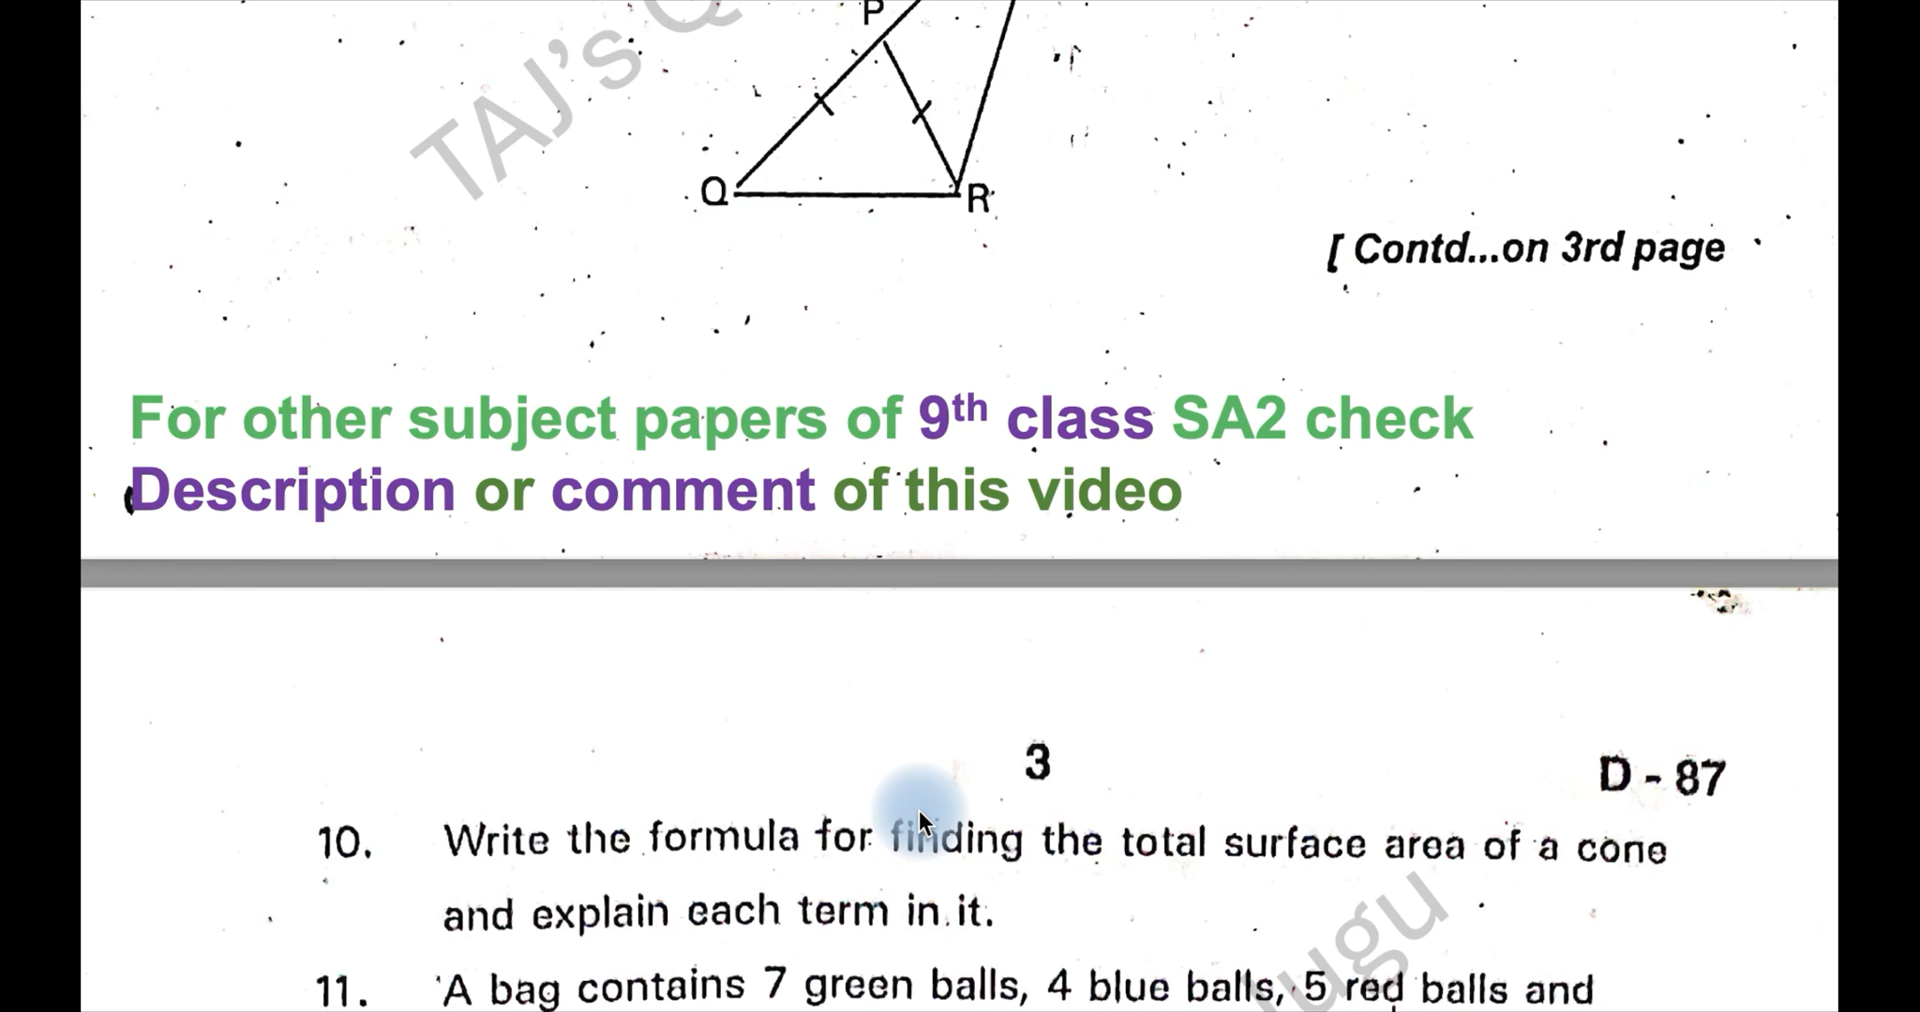 P
TAJ's Q
Q
R
[ Contd...on 3rd page
For other subject papers of 9th class SA2 check
Description or comment of this video
3
D - 87
10. Write the formula for finding the total surface area of a cone
and explain each term in it.
11. A bag contains 7 green balls, 4 blue balls, 5 red balls and
lugu